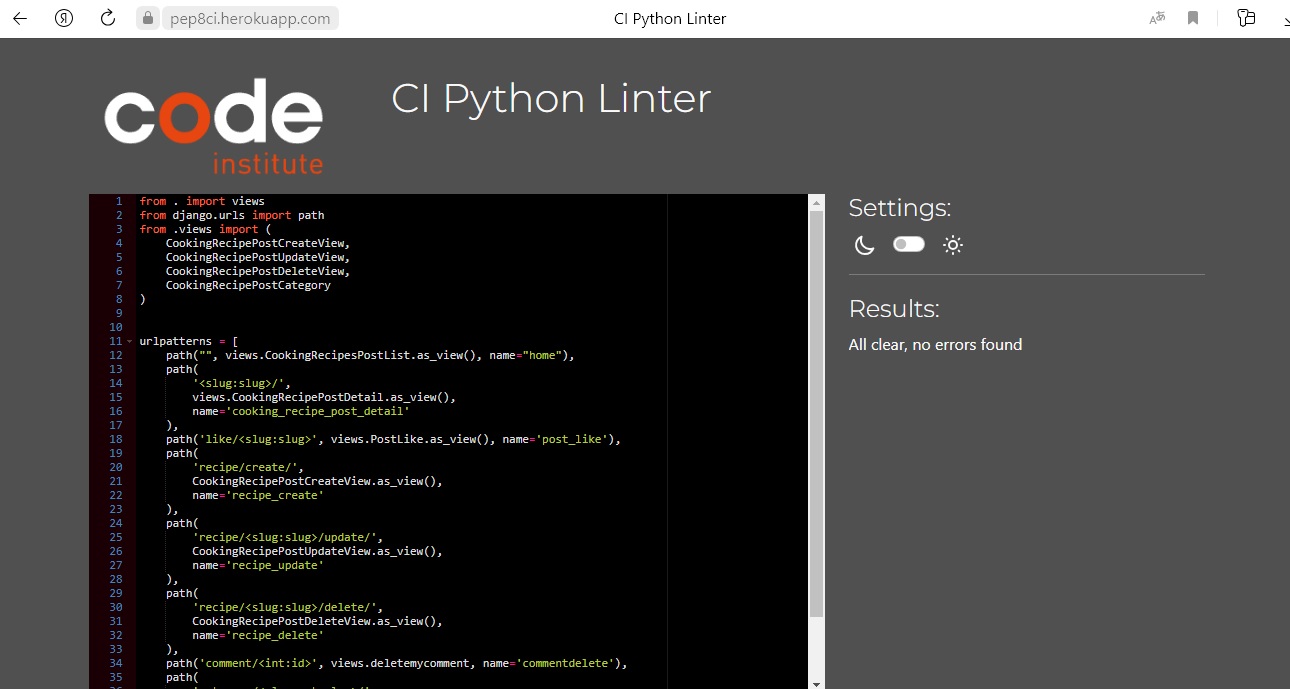 pep8ci.herokuapp.com
CI Python Linter
code
institute
CI Python Linter
1 from . import views
2 from django.urls import path
3 from .views import (
4 CookingRecipePostCreateView,
5 CookingRecipePostUpdateView,
6 CookingRecipePostDeleteView,
7 CookingRecipePostCategory
8 )
9
10
11 urlpatterns = [
12 path("", views.CookingRecipesPostList.as_view(), name="home"),
13 path(
14 '<slug:slug>/',
15 views.CookingRecipePostDetail.as_view(),
16 name='cooking_recipe_post_detail'
17 ),
18 path('like/<slug:slug>', views.PostLike.as_view(), name='post_like'),
19 path(
20 'recipe/create/',
21 CookingRecipePostCreateView.as_view(),
22 name='recipe_create'
23 ),
24 path(
25 'recipe/<slug:slug>/update/',
26 CookingRecipePostUpdateView.as_view(),
27 name='recipe_update'
28 ),
29 path(
30 'recipe/<slug:slug>/delete/',
31 CookingRecipePostDeleteView.as_view(),
32 name='recipe_delete'
33 ),
34 path('comment/<int:id>', views.deletemycomment, name='commentdelete'),
35 path(
Settings:
Results:
All clear, no errors found